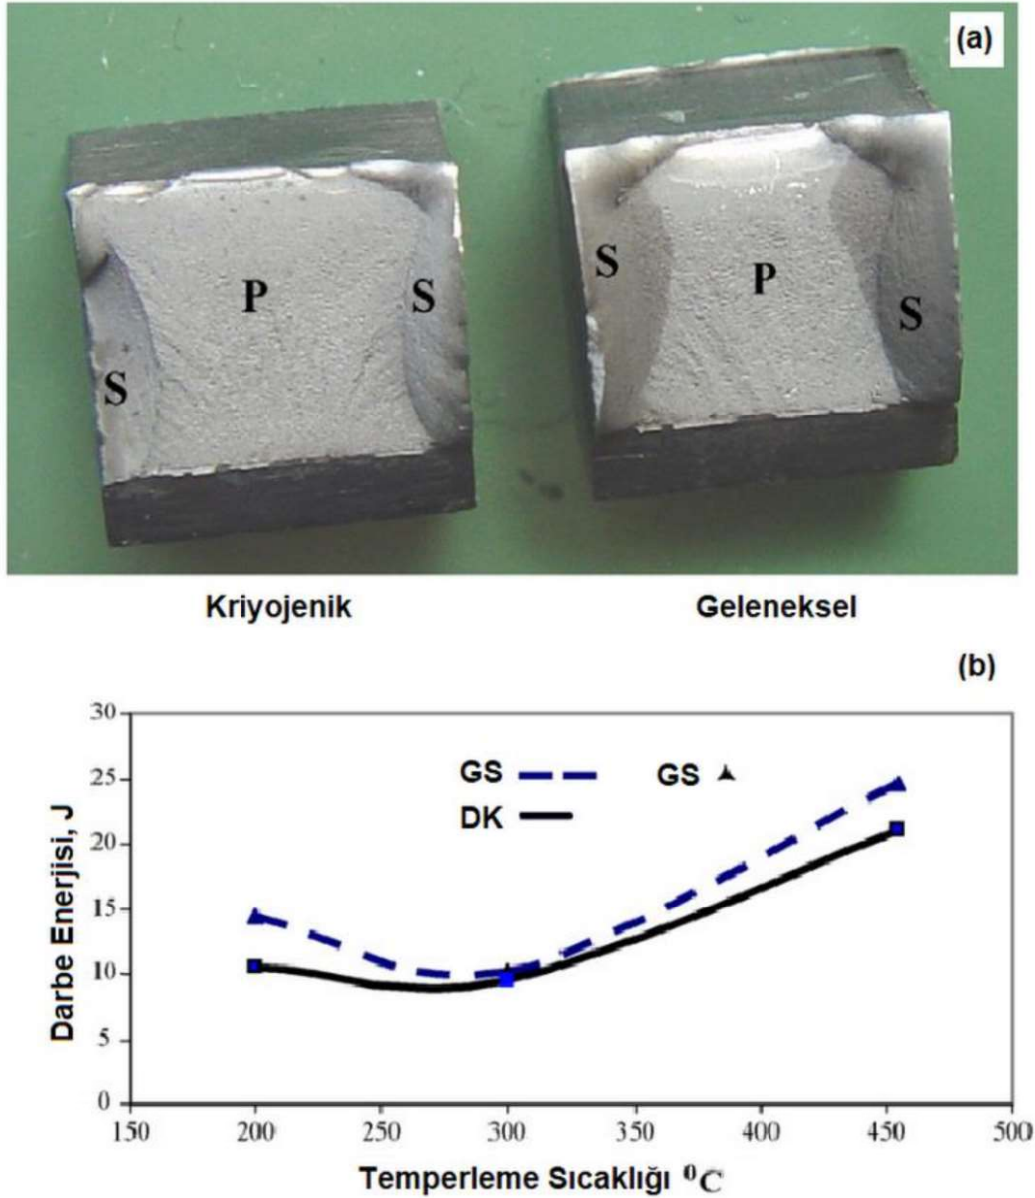 (a)
P
S
S
S
P
S
Kriyojenik Geleneksel
(b)
30
25
20
15
10
5
0
GS GS
DK
Darbe Enerjisi, J
150 200 250 300 350 400 450 500
Temperleme Sıcaklığı ⁰C